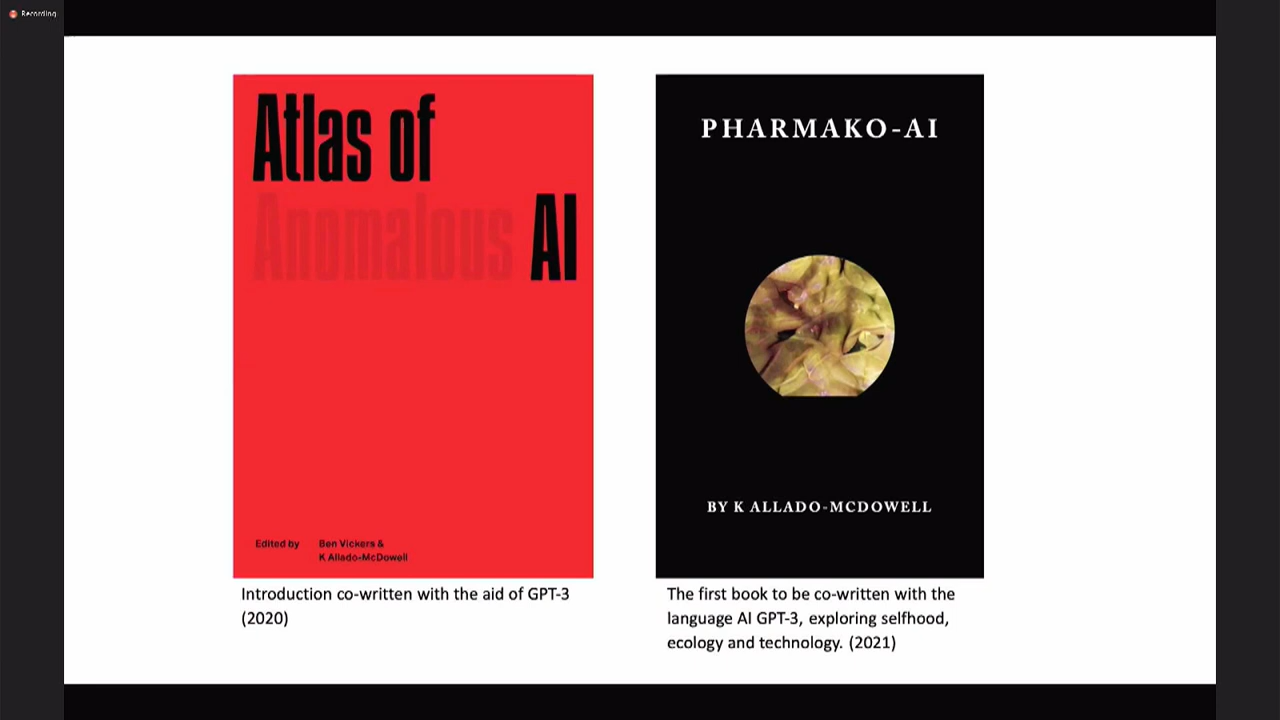 Recording
Atlas of
Anomalous AI
Edited by Ben Vickers &
K Allado-McDowell
Introduction co-written with the aid of GPT-3
(2020)
PHARMAKO-AI
BY K ALLADO-MCDOWELL
The first book to be co-written with the
language AI GPT-3, exploring selfhood,
ecology and technology. (2021)